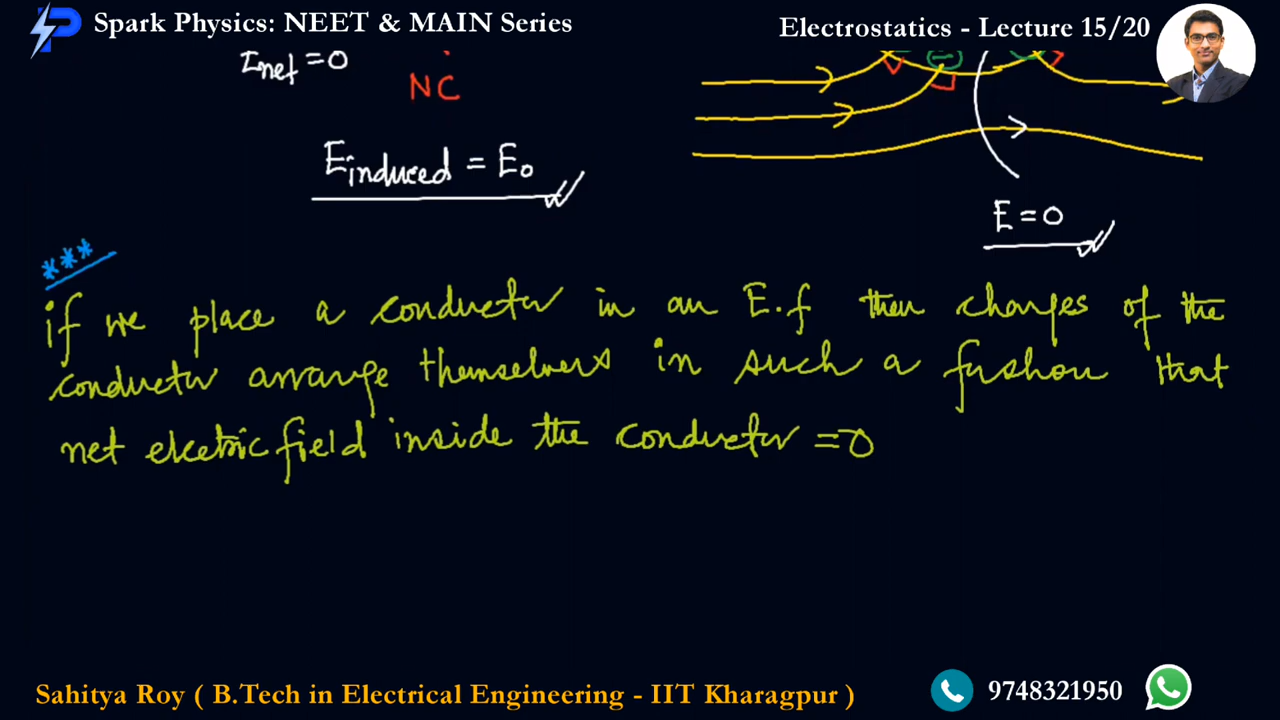 Spark Physics: NEET & MAIN Series
Electrostatics - Lecture 15/20
Inet = 0
NC
Einduced = E0
E = 0
***
if we place a conductor in an E.f then charges of the
conductor arrange themselves in such a fashon that
net electric field inside the conductor = 0
Sahitya Roy ( B.Tech in Electrical Engineering - IIT Kharagpur )
9748321950